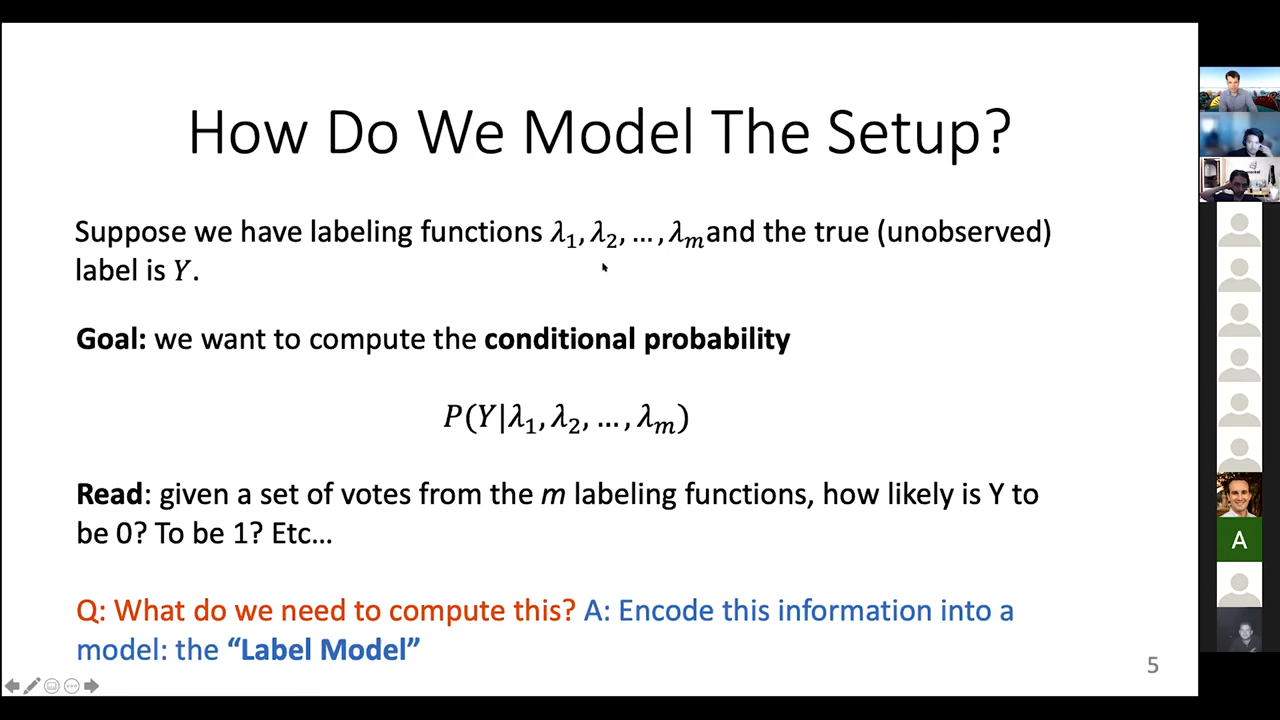 How Do We Model The Setup?
Suppose we have labeling functions λ₁, λ₂, …, λₘ and the true (unobserved)
label is Y.
Goal: we want to compute the conditional probability
P(Y|λ₁, λ₂, …, λₘ)
Read: given a set of votes from the m labeling functions, how likely is Y to
be 0? To be 1? Etc…
Q: What do we need to compute this? A: Encode this information into a
model: the “Label Model”
5
A